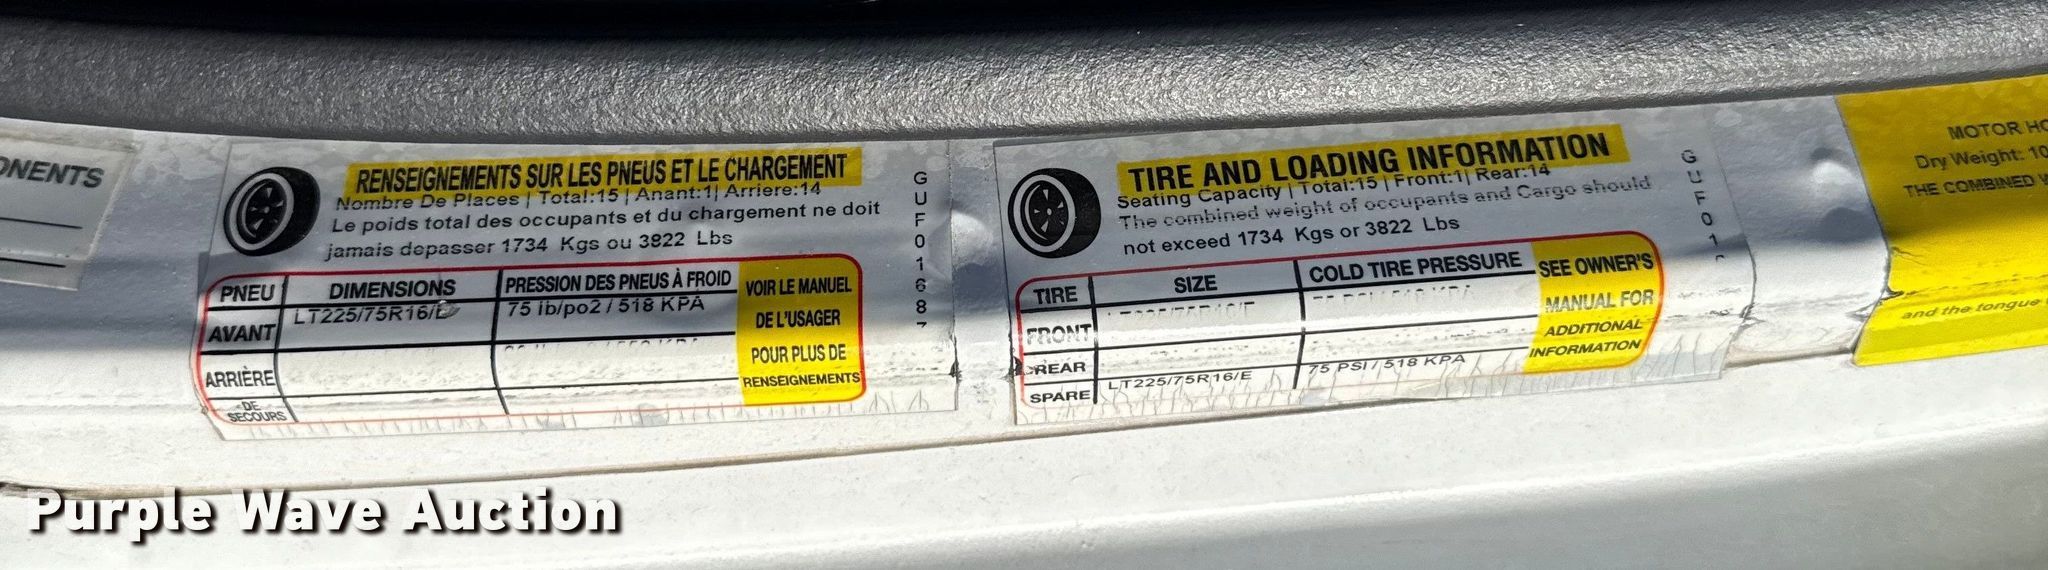 ONENTS
RENSEIGNEMENTS SUR LES PNEUS ET LE CHARGEMENT
Nombre De Places | Total:15 | Anant:1| Arriere:14
Le poids total des occupants et du chargement ne doit
jamais depasser 1734 Kgs ou 3822 Lbs
PNEU DIMENSIONS PRESSION DES PNEUS À FROID
AVANT LT225/75R16/E 75 lb/po2 / 518 KPA
ARRIÈRE
DE SECOURS
VOIR LE MANUEL
DE L'USAGER
POUR PLUS DE
RENSEIGNEMENTS
GUF0168
TIRE AND LOADING INFORMATION
Seating Capacity | Total:15 | Front:1| Rear:14
The combined weight of occupants and Cargo should
not exceed 1734 Kgs or 3822 Lbs
TIRE SIZE COLD TIRE PRESSURE
FRONT
REAR
SPARE LT225/75R16/E 75 PSI / 518 KPA
SEE OWNER'S
MANUAL FOR
ADDITIONAL
INFORMATION
GUF01
MOTOR HO
Dry Weight: 10
THE COMBINED W
and the tongue
Purple Wave Auction